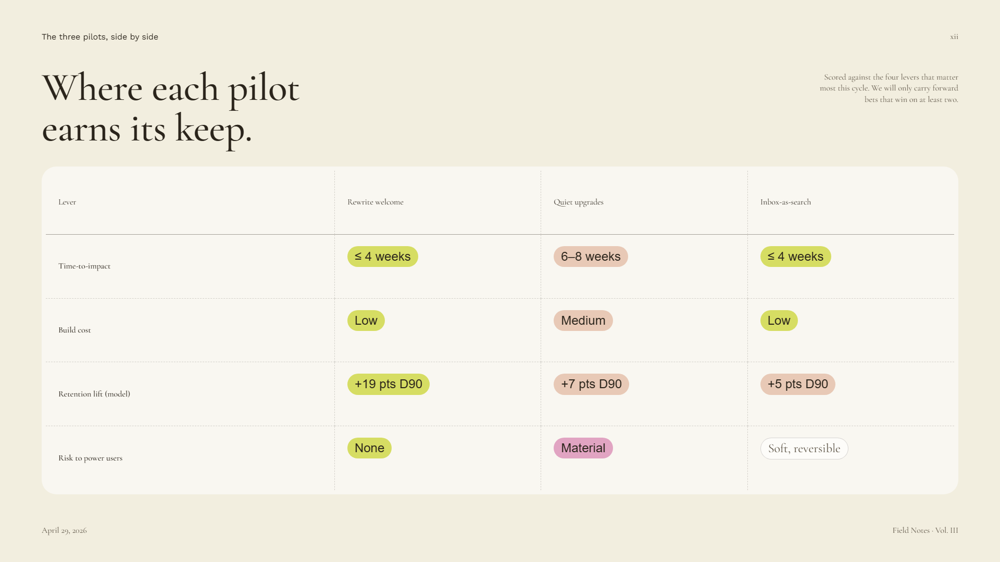 The three pilots, side by side
xii
Where each pilot
earns its keep.
Scored against the four levers that matter
most this cycle. We will only carry forward
bets that win on at least two.
Lever
Rewrite welcome
Quiet upgrades
Inbox-as-search
Time-to-impact
≤ 4 weeks
6–8 weeks
≤ 4 weeks
Build cost
Low
Medium
Low
Retention lift (model)
+19 pts D90
+7 pts D90
+5 pts D90
Risk to power users
None
Material
Soft, reversible
April 29, 2026
Field Notes · Vol. III